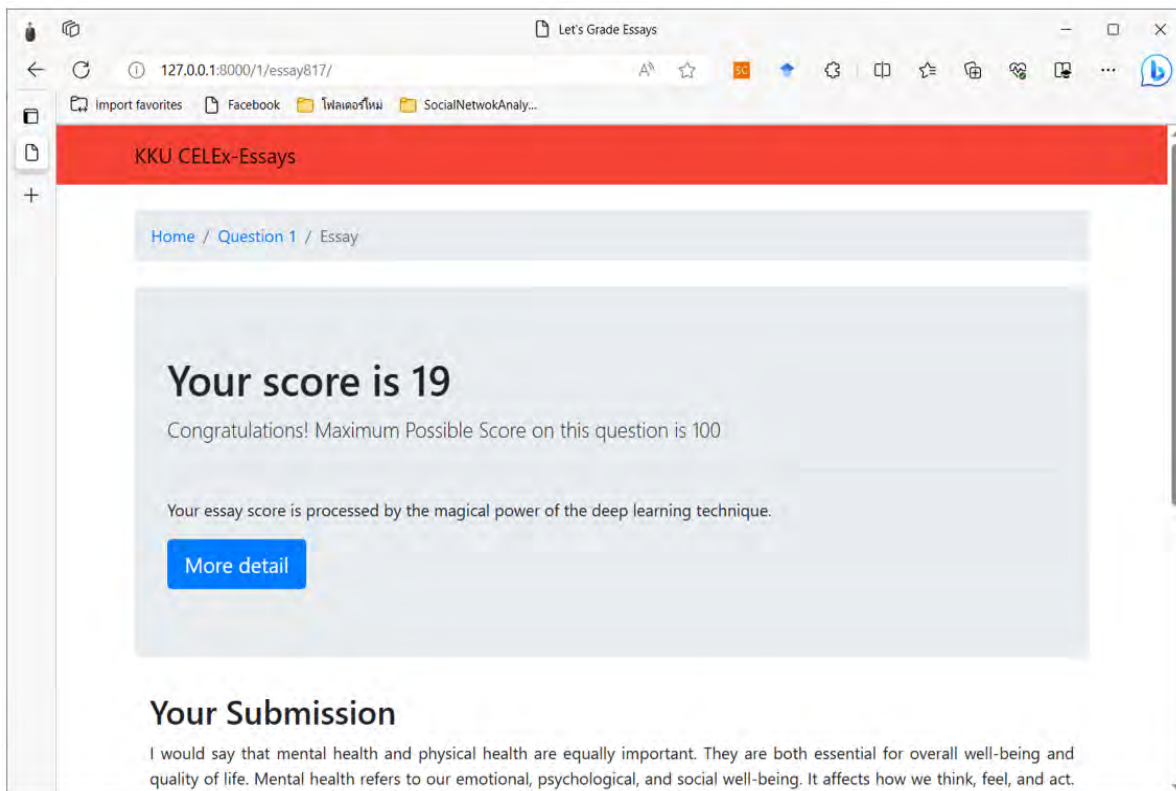 Let's Grade Essays
127.0.0.1:8000/1/essay817/
Import favorites Facebook โฟลเดอร์ใหม่ SocialNetwokAnaly...
KKU CELEx-Essays
Home / Question 1 / Essay
Your score is 19
Congratulations! Maximum Possible Score on this question is 100
Your essay score is processed by the magical power of the deep learning technique.
More detail
Your Submission
I would say that mental health and physical health are equally important. They are both essential for overall well-being and
quality of life. Mental health refers to our emotional, psychological, and social well-being. It affects how we think, feel, and act.